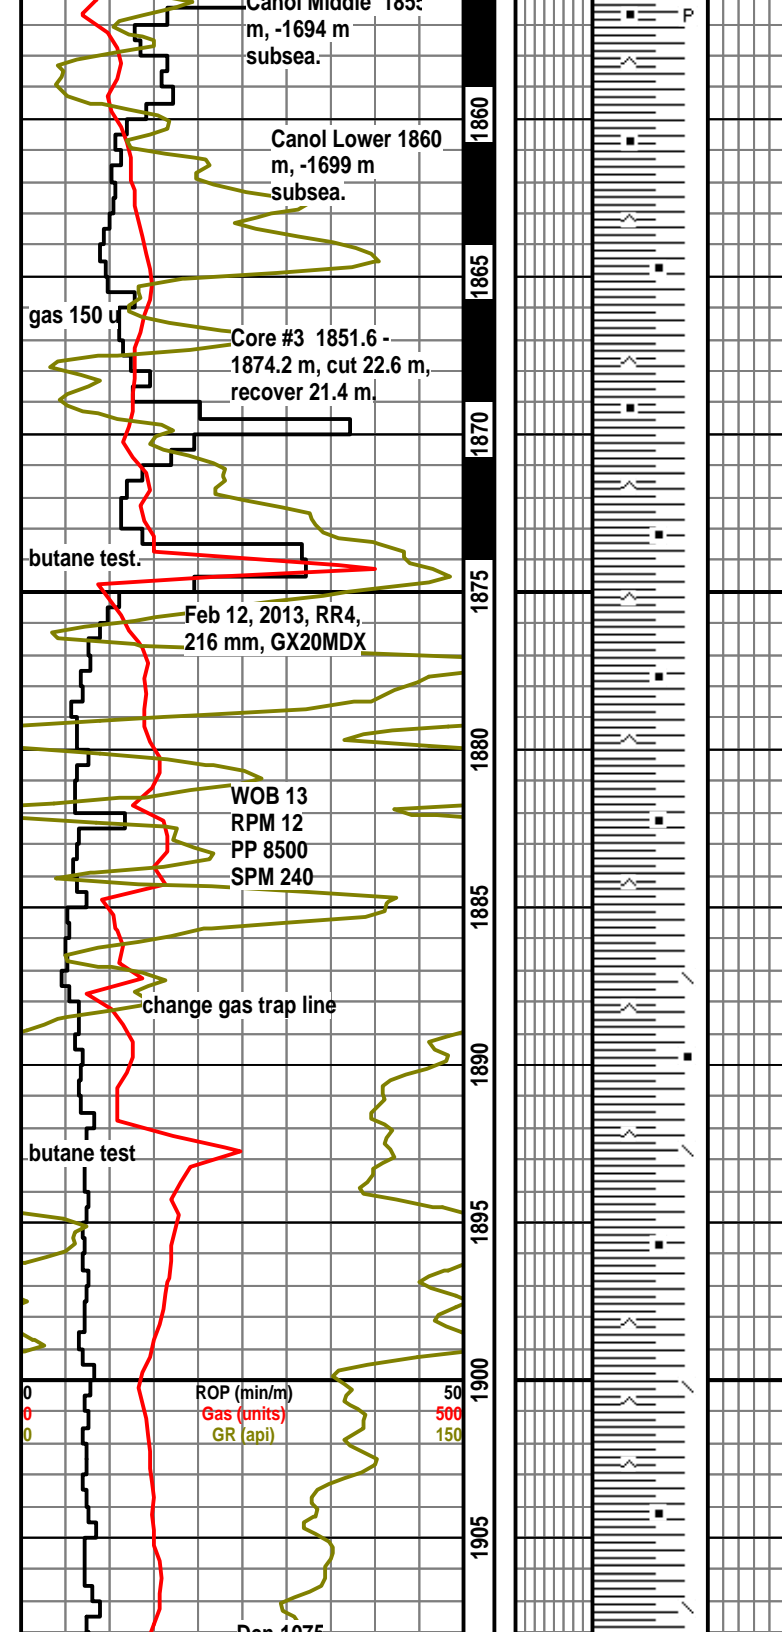 Canol Middle 1855
m, -1694 m
subsea.
P
1860
Canol Lower 1860
m, -1699 m
subsea.
1865
gas 150 u
Core #3 1851.6 -
1874.2 m, cut 22.6 m,
recover 21.4 m.
1870
butane test.
1875
Feb 12, 2013, RR4,
216 mm, GX20MDX
1880
WOB 13
RPM 12
PP 8500
SPM 240
1885
change gas trap line
1890
butane test
1895
1900
0 ROP (min/m) 50
0 Gas (units) 500
0 GR (api) 150
1905